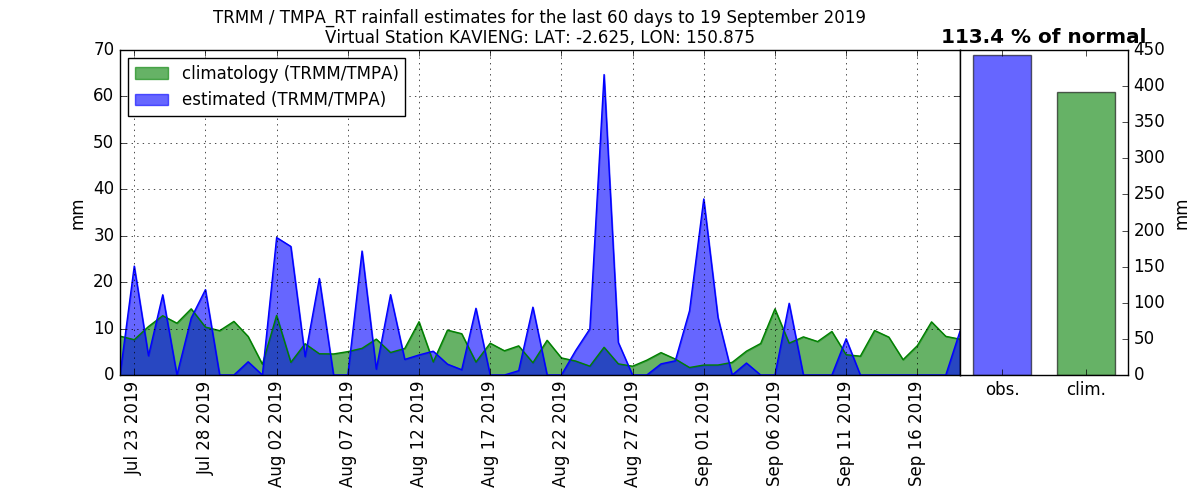 TRMM / TMPA_RT rainfall estimates for the last 60 days to 19 September 2019
Virtual Station KAVIENG: LAT: -2.625, LON: 150.875
113.4 % of normal
climatology (TRMM/TMPA)
estimated (TRMM/TMPA)
mm
70
60
50
40
30
20
10
0
Jul 23 2019
Jul 28 2019
Aug 02 2019
Aug 07 2019
Aug 12 2019
Aug 17 2019
Aug 22 2019
Aug 27 2019
Sep 01 2019
Sep 06 2019
Sep 11 2019
Sep 16 2019
obs.
clim.
450
400
350
300
250
200
150
100
50
0
mm